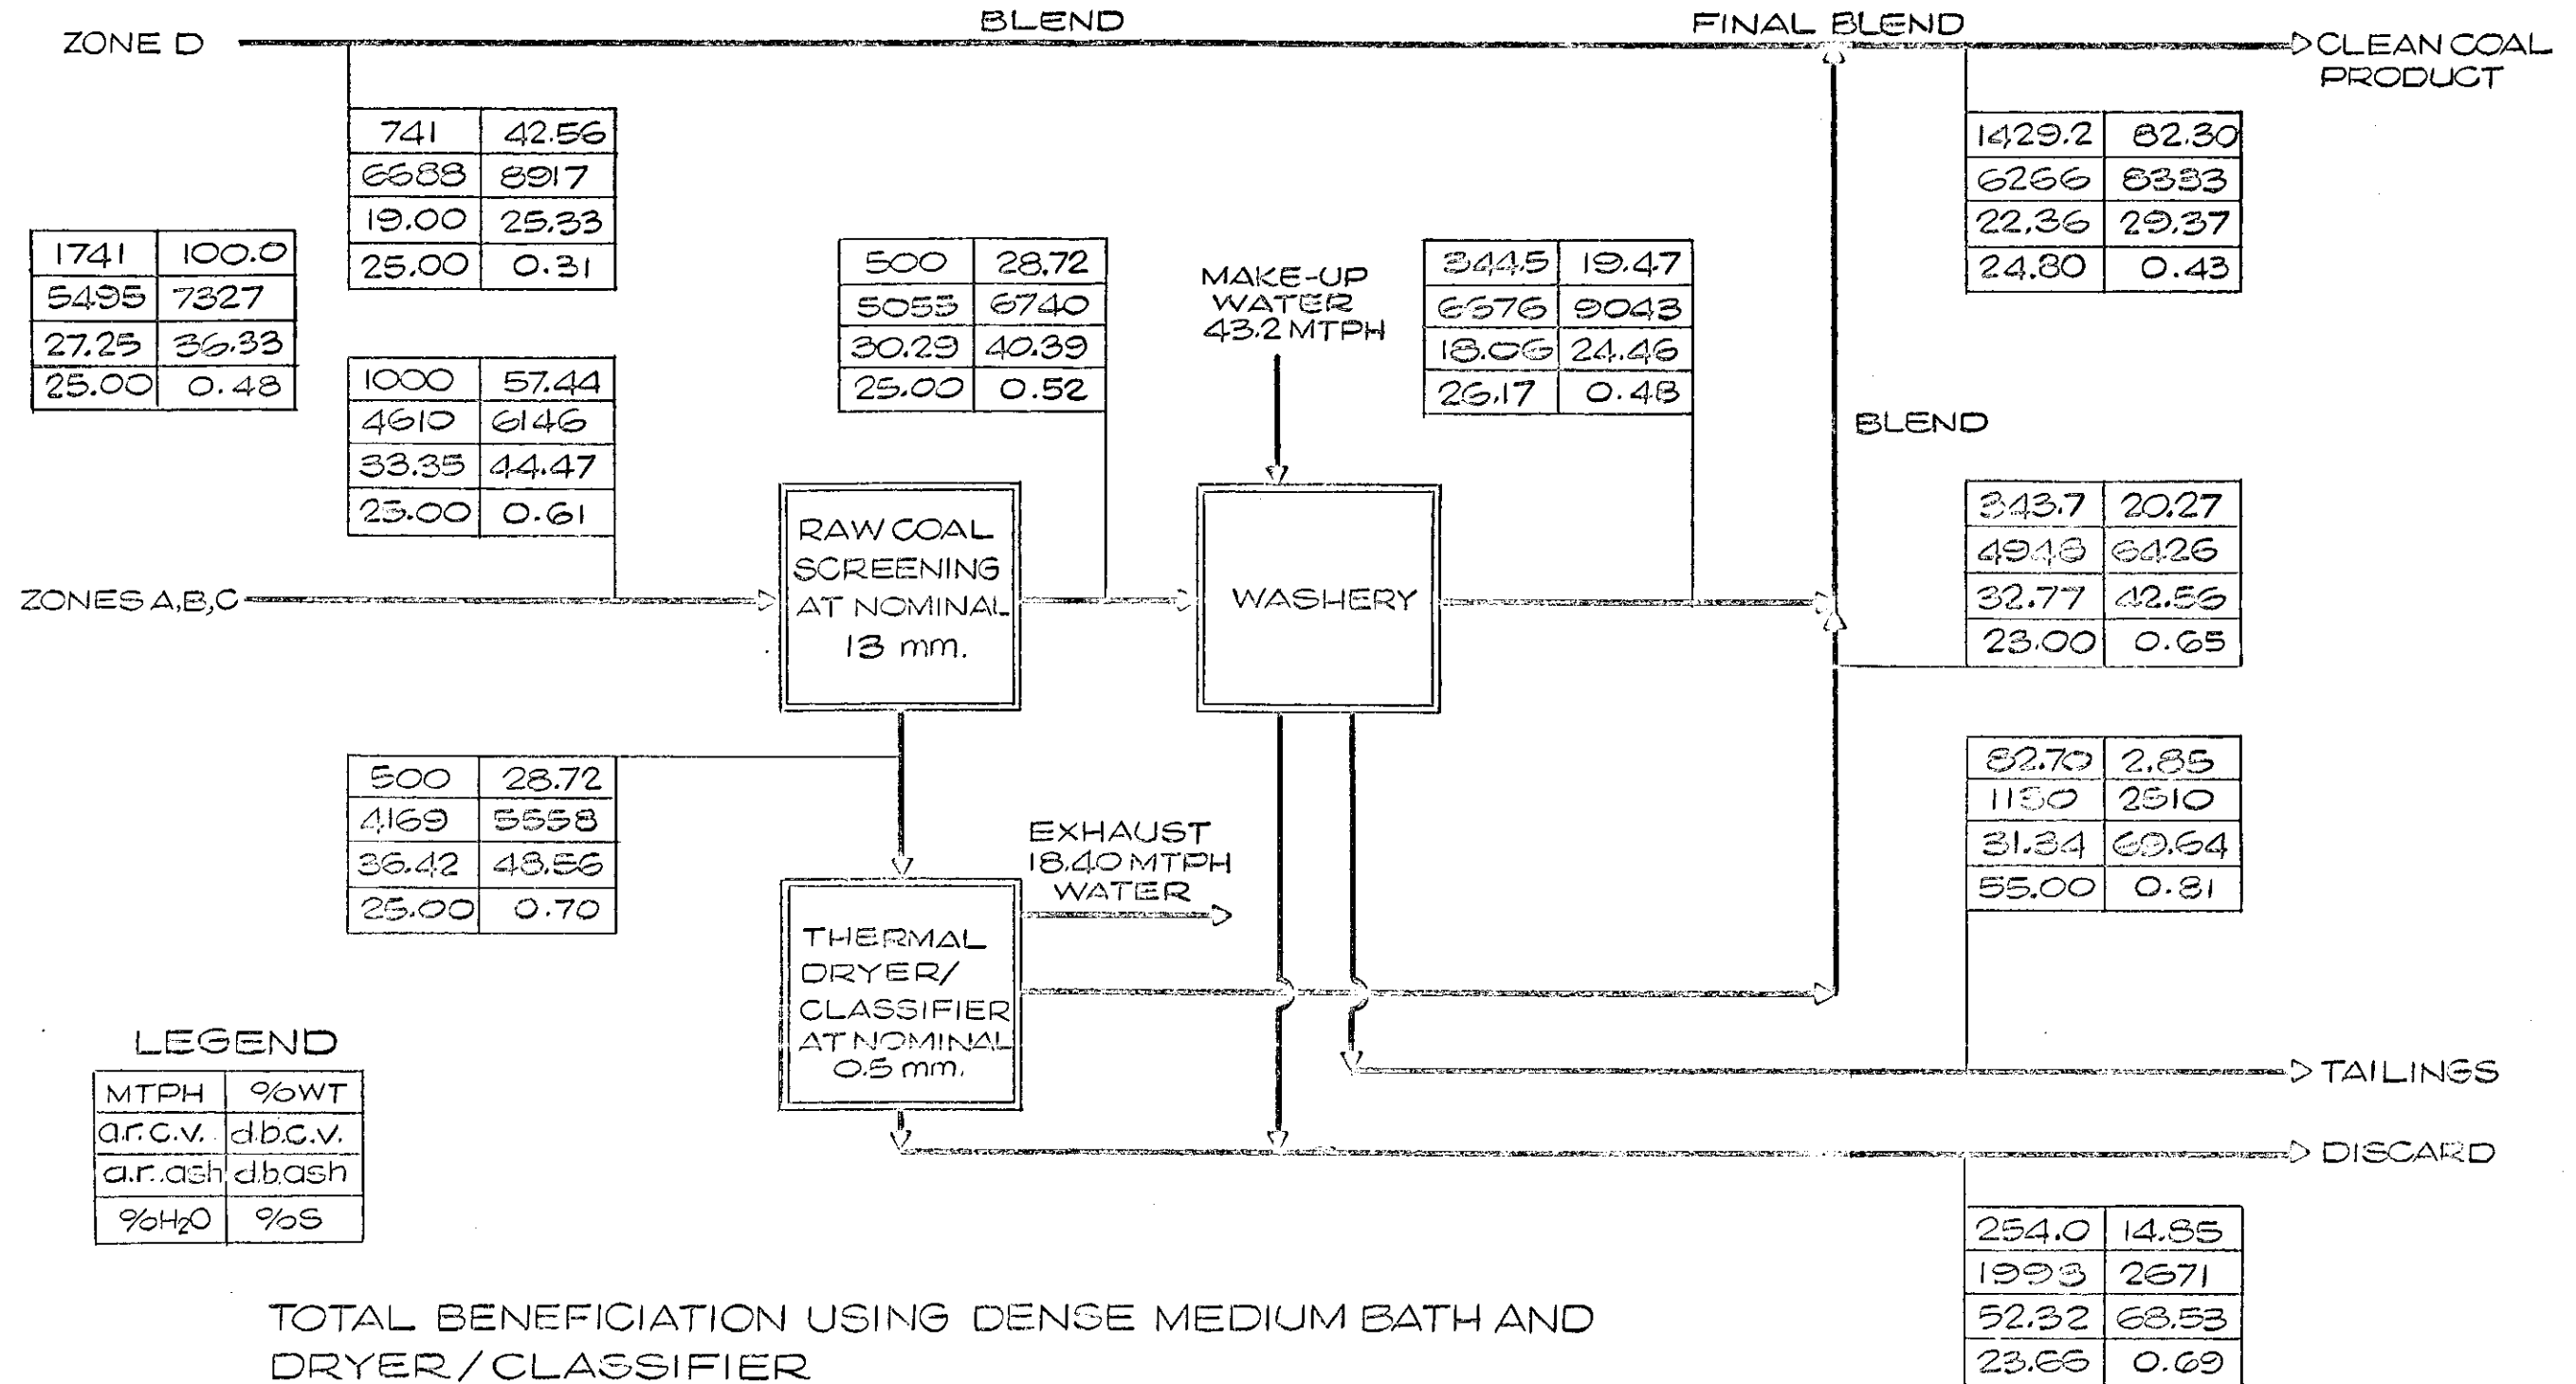 BLEND
FINAL BLEND
ZONE D
CLEAN COAL
PRODUCT
741 42.56
6688 8917
19.00 25.33
25.00 0.31
1429.2 82.30
6266 8333
22.36 29.37
24.80 0.43
1741 100.0
5495 7327
27.25 36.33
25.00 0.48
500 28.72
5055 6740
30.29 40.39
25.00 0.52
MAKE-UP
WATER
43.2 MTPH
344.5 19.47
6676 9043
18.06 24.46
26.17 0.48
1000 57.44
4610 6146
33.35 44.47
25.00 0.61
BLEND
343.7 20.27
4948 6426
32.77 42.56
23.00 0.65
ZONES A,B,C
RAW COAL
SCREENING
AT NOMINAL
13 mm.
WASHERY
500 28.72
4169 5558
36.42 48.56
25.00 0.70
EXHAUST
18.40 MTPH
WATER
82.70 2.85
1130 2510
31.34 69.64
55.00 0.81
THERMAL
DRYER/
CLASSIFIER
AT NOMINAL
0.5 mm.
TAILINGS
DISCARD
LEGEND
MTPH %WT
a.r.c.v. d.b.c.v.
a.r.ash d.b.ash
%H₂O %S
254.0 14.85
1993 2671
52.32 68.53
23.65 0.69
TOTAL BENEFICIATION USING DENSE MEDIUM BATH AND
DRYER/CLASSIFIER